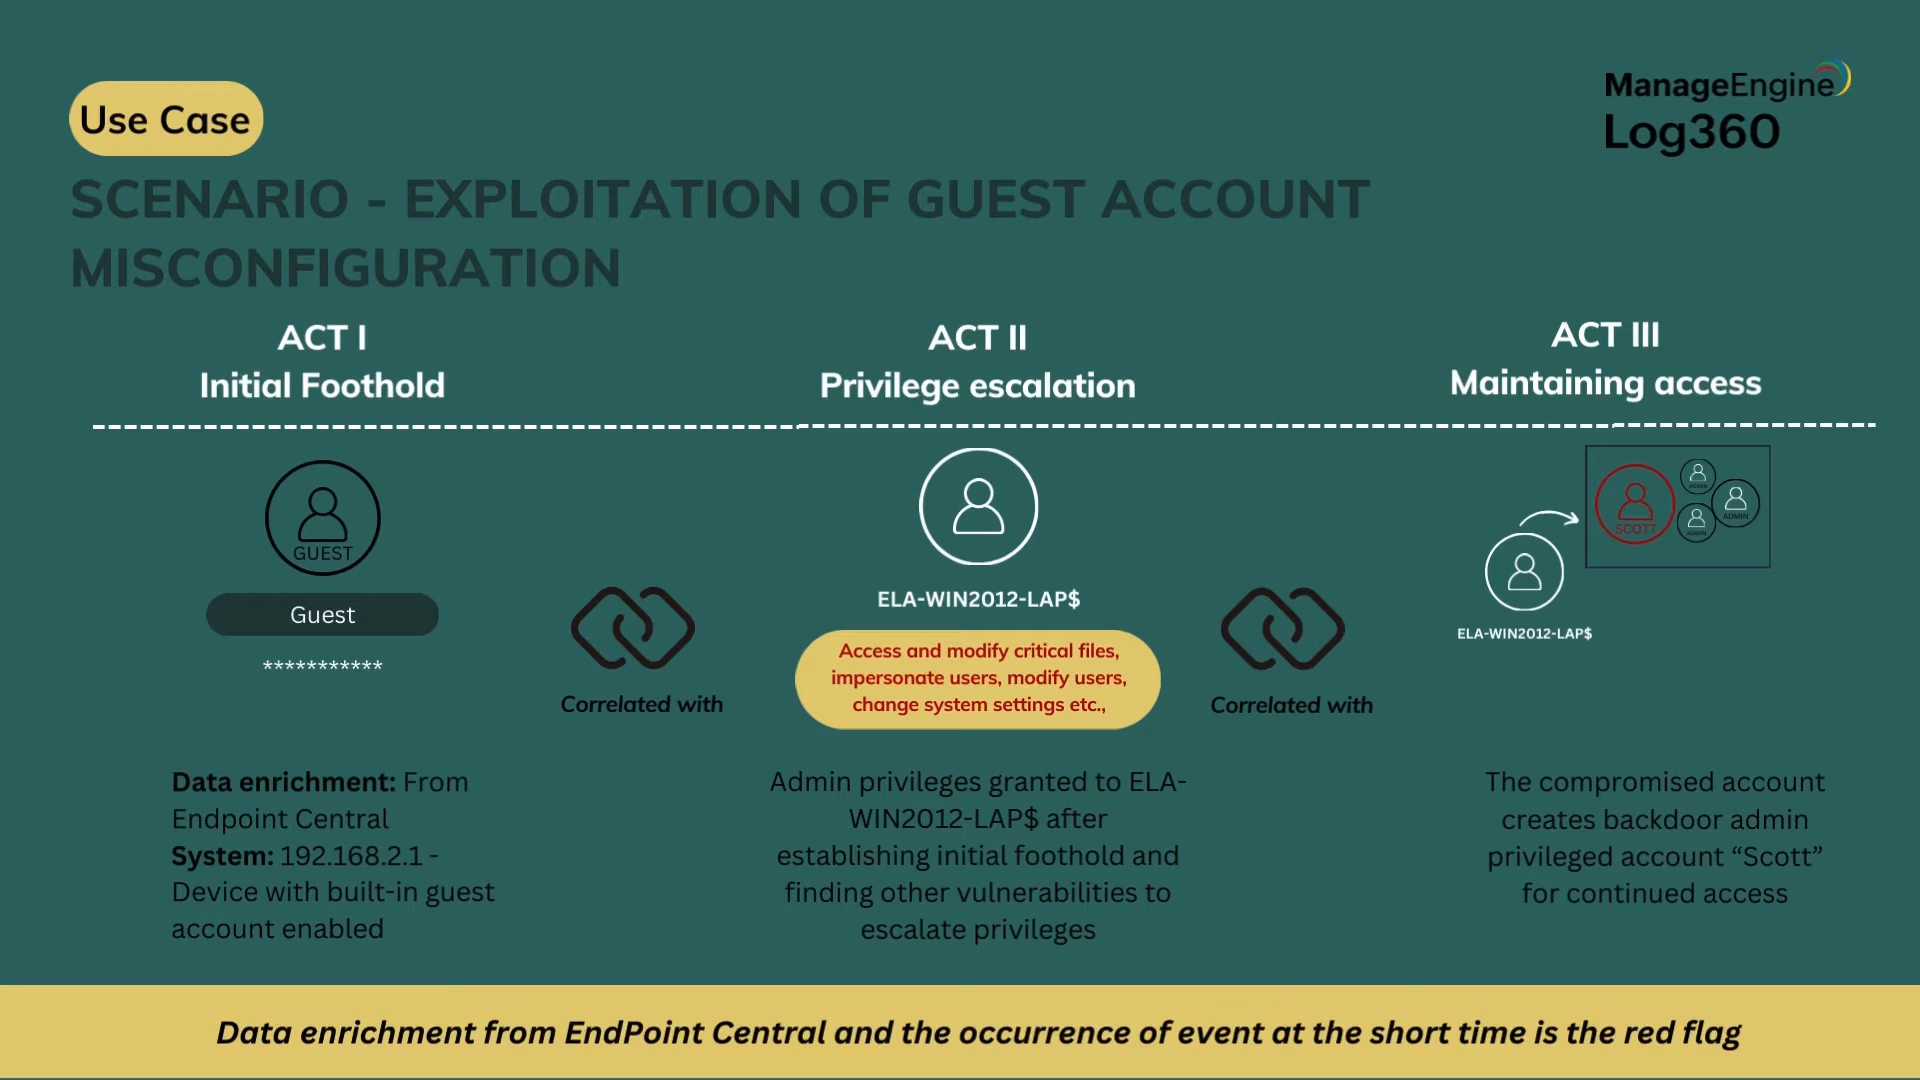 Use Case
ManageEngine
Log360
SCENARIO - EXPLOITATION OF GUEST ACCOUNT
MISCONFIGURATION
ACT I
Initial Foothold
ACT II
Privilege escalation
ACT III
Maintaining access
GUEST
Guest
***********
Correlated with
ELA-WIN2012-LAP$
Access and modify critical files,
impersonate users, modify users,
change system settings etc.,
Correlated with
SCOTT
ADMIN
ADMIN
ADMIN
ELA-WIN2012-LAP$
Data enrichment: From
Endpoint Central
System: 192.168.2.1 -
Device with built-in guest
account enabled
Admin privileges granted to ELA-
WIN2012-LAP$ after
establishing initial foothold and
finding other vulnerabilities to
escalate privileges
The compromised account
creates backdoor admin
privileged account “Scott”
for continued access
Data enrichment from EndPoint Central and the occurrence of event at the short time is the red flag